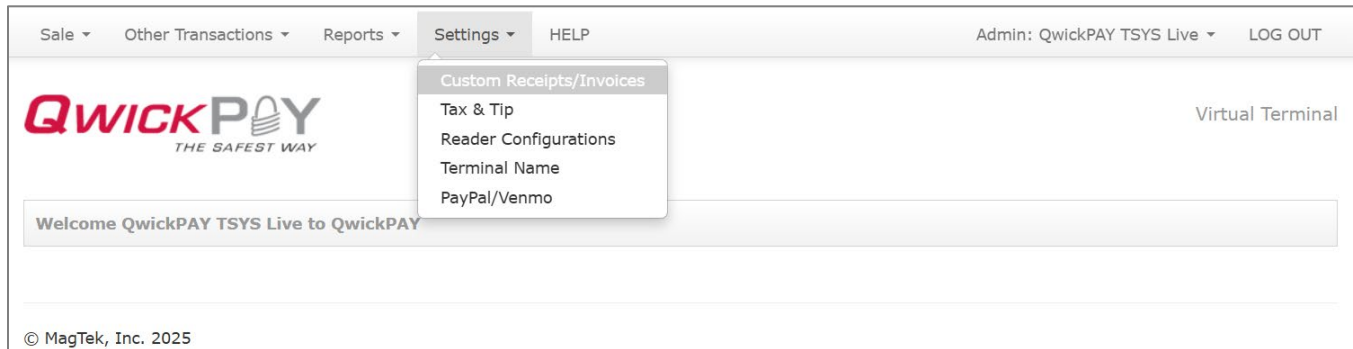 Sale Other Transactions Reports Settings HELP Admin: QwickPAY TSYS Live LOG OUT
Custom Receipts/Invoices
Tax & Tip
Reader Configurations
Terminal Name
PayPal/Venmo
QWICKPAY
THE SAFEST WAY
Virtual Terminal
Welcome QwickPAY TSYS Live to QwickPAY
© MagTek, Inc. 2025